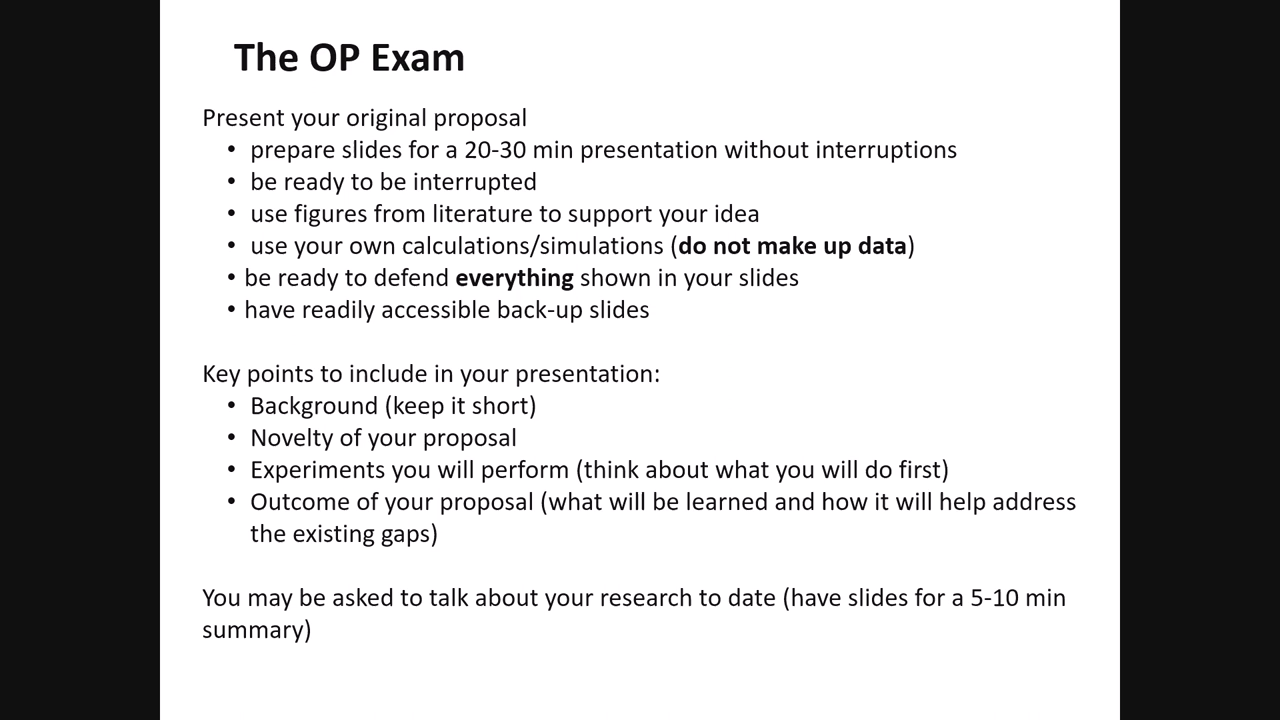 The OP Exam
Present your original proposal
• prepare slides for a 20-30 min presentation without interruptions
• be ready to be interrupted
• use figures from literature to support your idea
• use your own calculations/simulations (do not make up data)
• be ready to defend everything shown in your slides
• have readily accessible back-up slides
Key points to include in your presentation:
• Background (keep it short)
• Novelty of your proposal
• Experiments you will perform (think about what you will do first)
• Outcome of your proposal (what will be learned and how it will help address
the existing gaps)
You may be asked to talk about your research to date (have slides for a 5-10 min
summary)